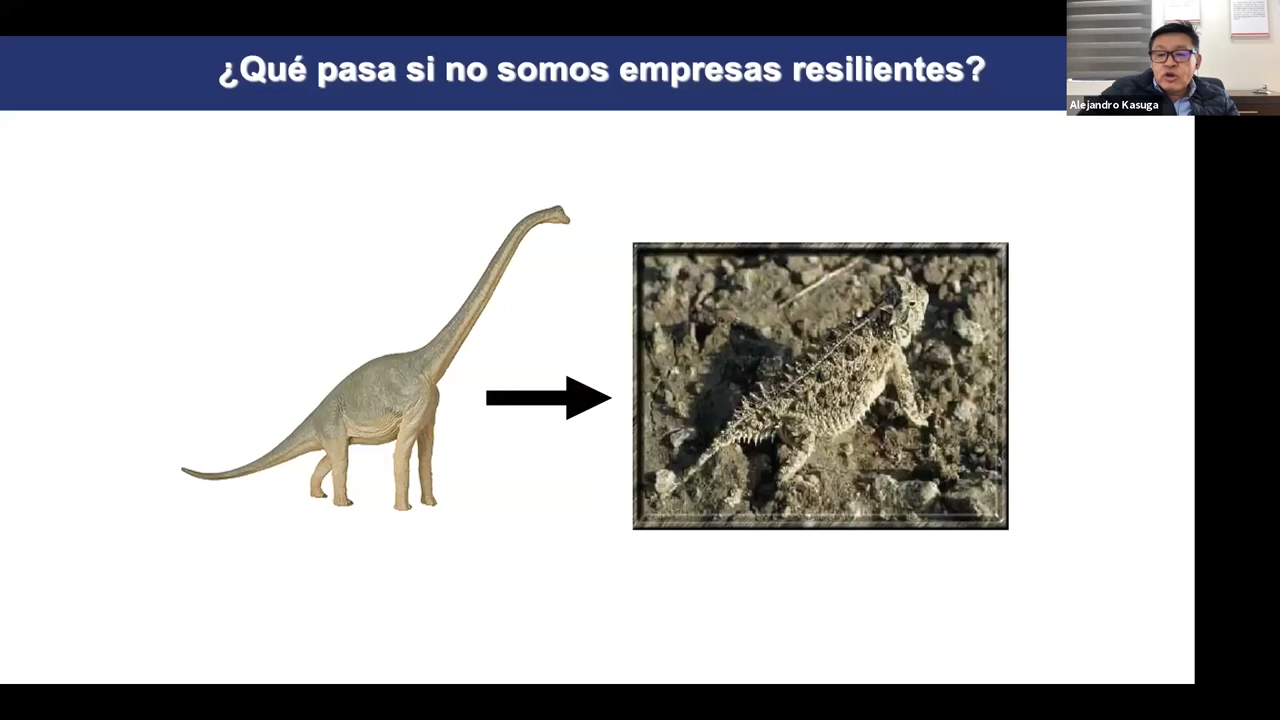 ¿Qué pasa si no somos empresas resilientes?
Alejandro Kasuga